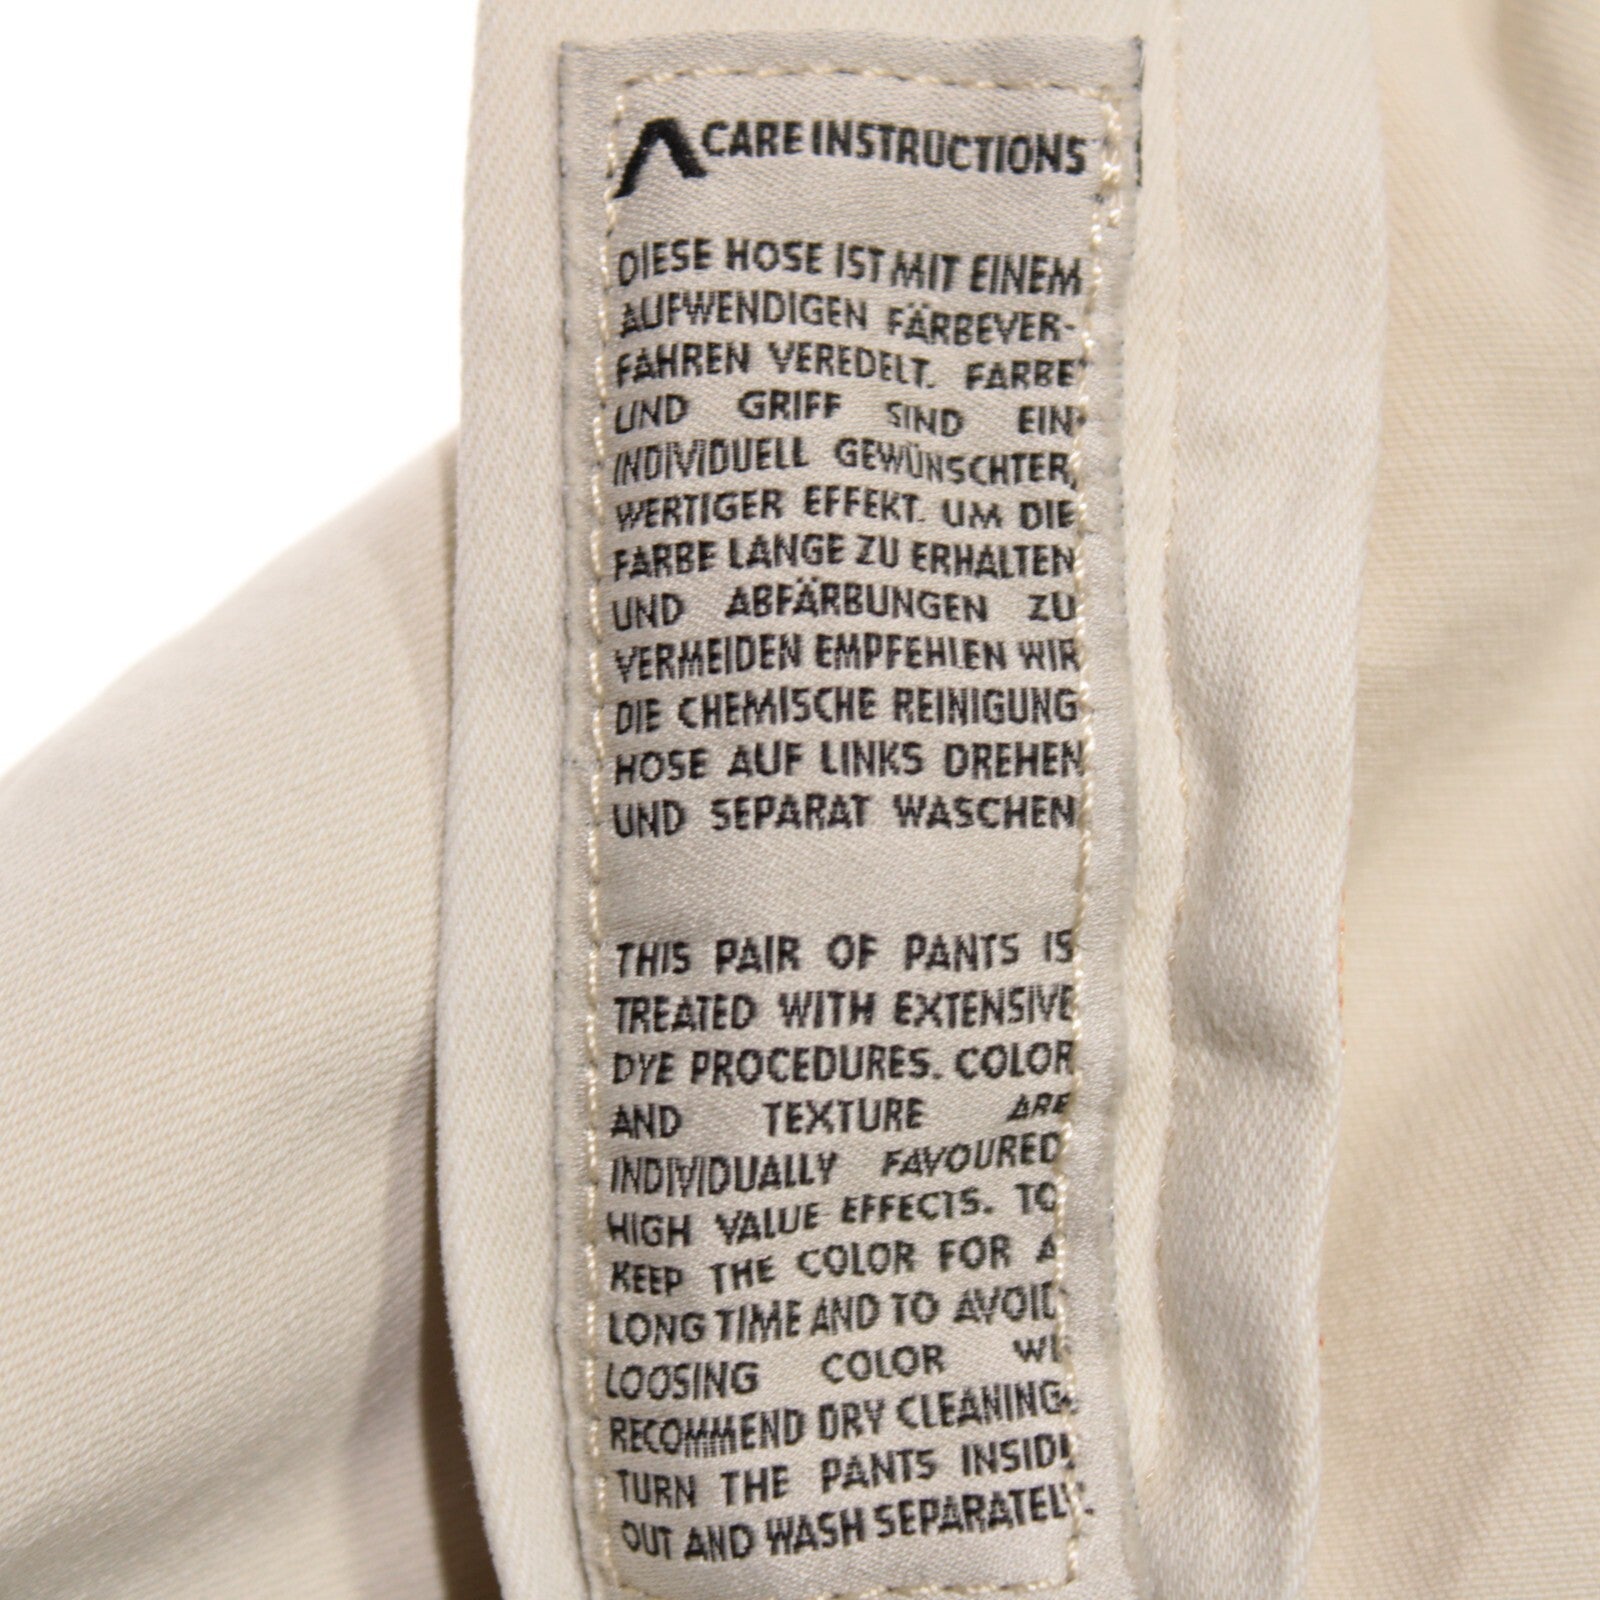 CARE INSTRUCTIONS
DIESE HOSE IST MIT EINEM
AUFWENDIGEN FÄRBEVER-
FAHREN VEREDELT. FARBE
UND GRIFF SIND EIN
INDIVIDUELL GEWÜNSCHTER,
WERTIGER EFFEKT. UM DIE
FARBE LANGE ZU ERHALTEN
UND ABFÄRBUNGEN ZU
VERMEIDEN EMPFEHLEN WIR
DIE CHEMISCHE REINIGUNG
HOSE AUF LINKS DREHEN
UND SEPARAT WASCHEN
THIS PAIR OF PANTS IS
TREATED WITH EXTENSIVE
DYE PROCEDURES. COLOR
AND TEXTURE ARE
INDIVIDUALLY FAVOURED
HIGH VALUE EFFECTS. TO
KEEP THE COLOR FOR A
LONG TIME AND TO AVOID
LOOSING COLOR WE
RECOMMEND DRY CLEANING.
TURN THE PANTS INSIDE
OUT AND WASH SEPARATELY.